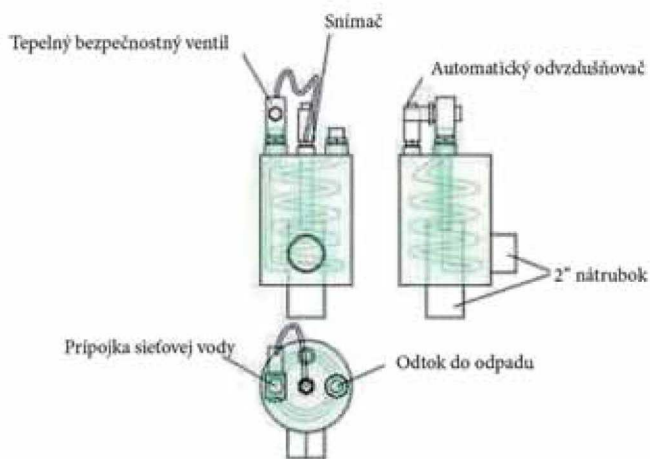 Snímač
Tepelný bezpečnostný ventil
Automatický odvzdušňovač
2" nátrubok
Prípojka sieťovej vody
Odtok do odpadu